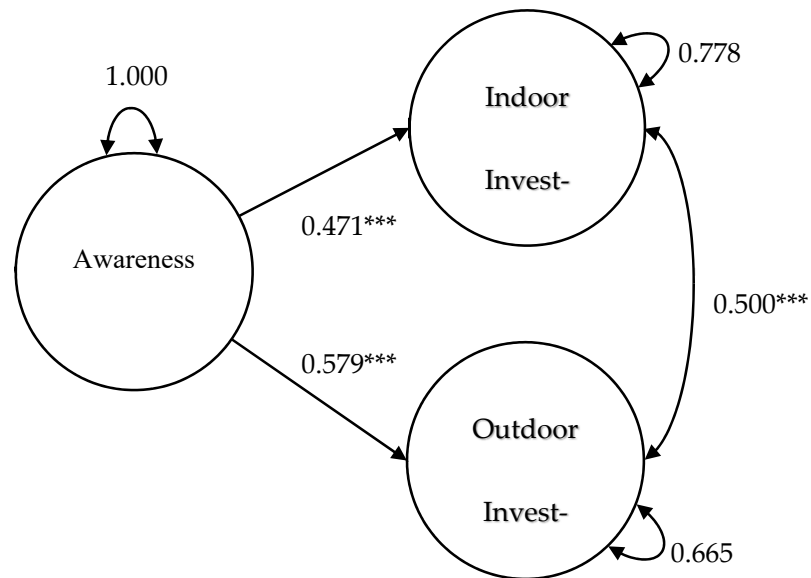 1.000
Awareness
0.471***
0.579***
Indoor
Invest-
0.778
0.500***
Outdoor
Invest-
0.665